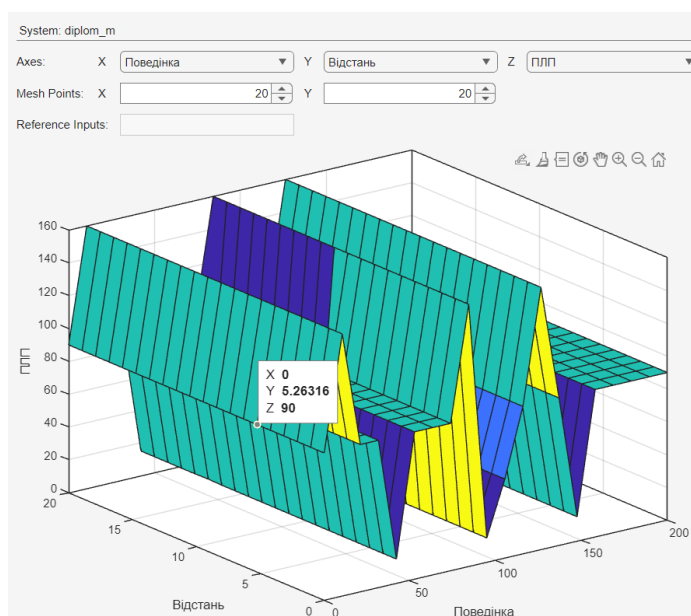 System: diplom_m
Axes: X Поведінка Y Відстань Z ПЛП
Mesh Points: X 20 Y 20
Reference Inputs:
160
140
120
100
80
60
40
20
0
ПЛП
X 0
Y 5.26316
Z 90
20
15
10
5
0
Відстань
0
50
100
150
200
Поведінка